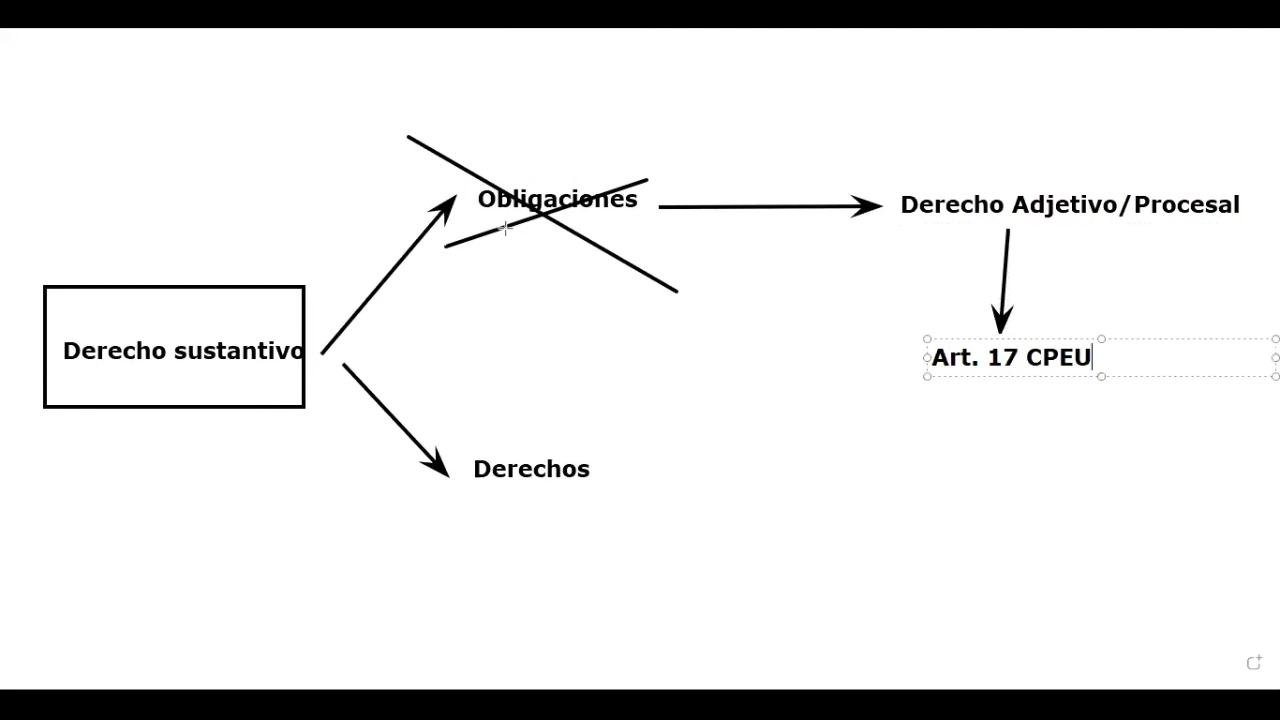 Obligaciones
Derecho Adjetivo/Procesal
Derecho sustantivo
Art. 17 CPEU
Derechos